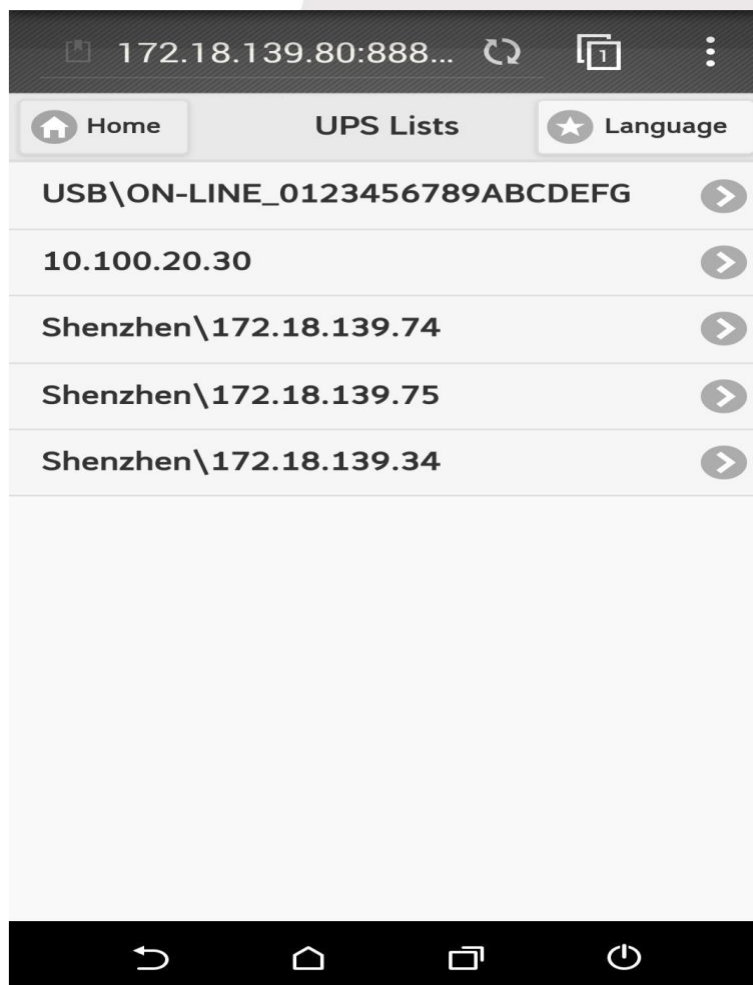 172.18.139.80:888...
1
Home
UPS Lists
Language
USB\ON-LINE_0123456789ABCDEFG
10.100.20.30
Shenzhen\172.18.139.74
Shenzhen\172.18.139.75
Shenzhen\172.18.139.34